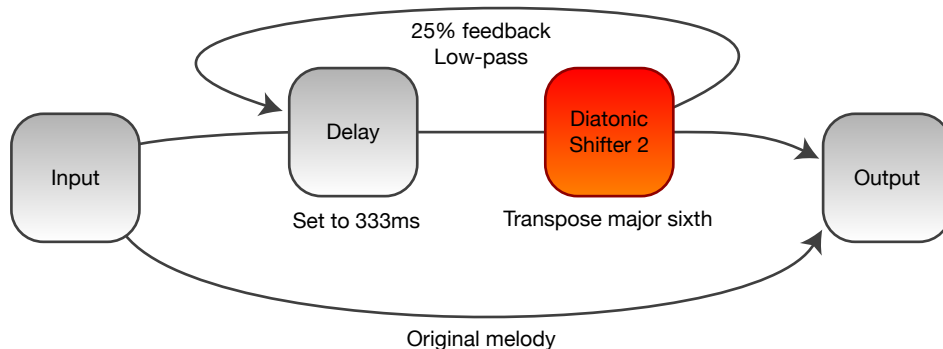 25% feedback
Low-pass
Input
Delay
Diatonic
Shifter 2
Output
Set to 333ms
Transpose major sixth
Original melody